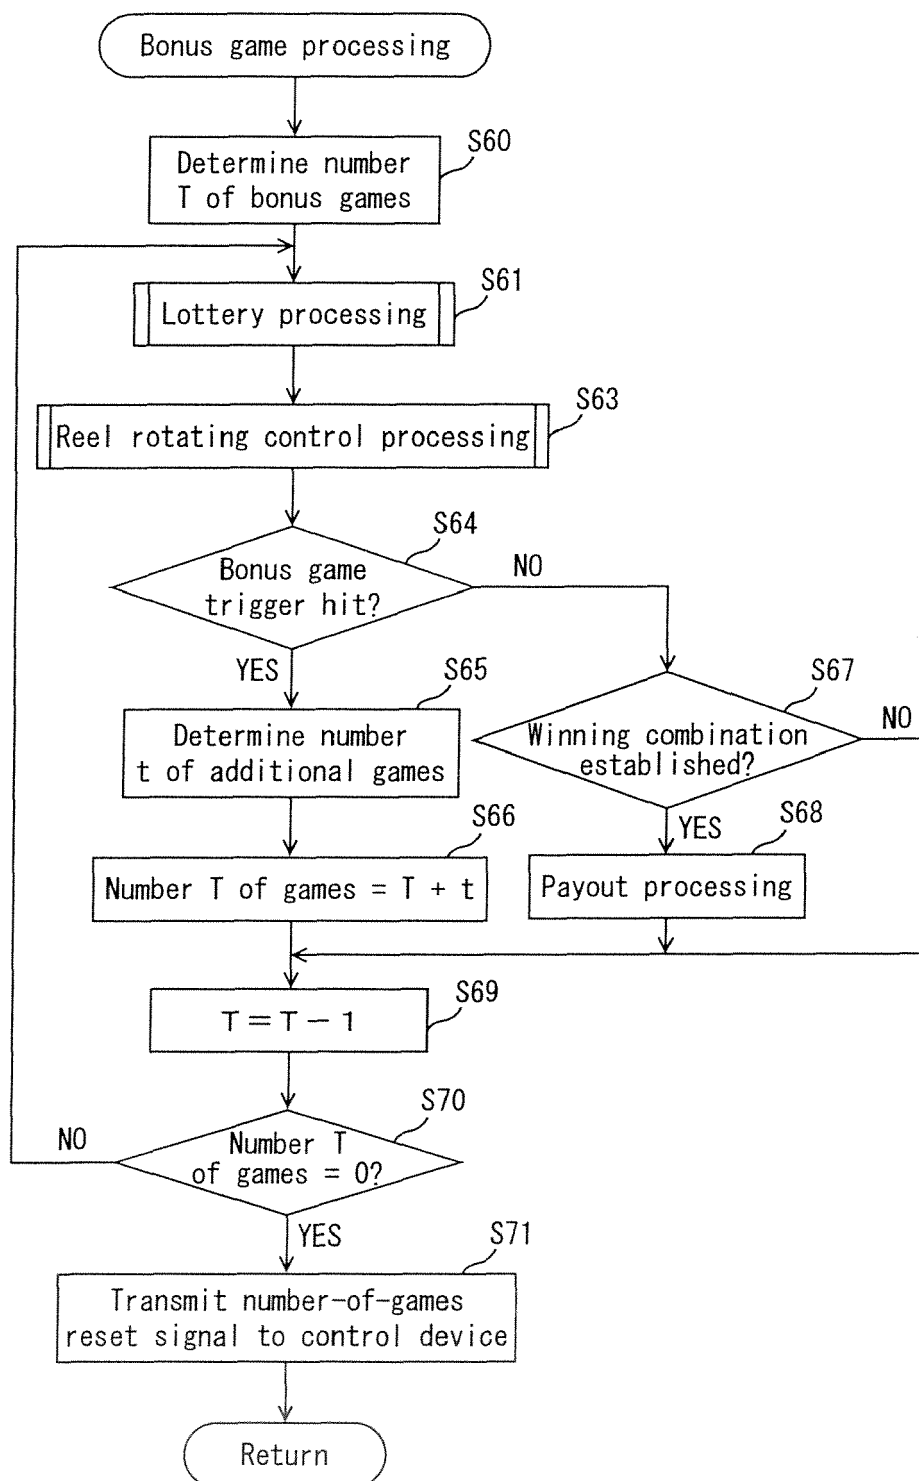 Bonus game processing
S60
Determine number
T of bonus games
S61
Lottery processing
S63
Reel rotating control processing
S64
Bonus game
trigger hit?
NO
YES
S65
Determine number
t of additional games
S67
Winning combination
established?
NO
YES
S66
Number T of games = T + t
S68
Payout processing
S69
T = T - 1
S70
Number T
of games = 0?
NO
YES
S71
Transmit number-of-games
reset signal to control device
Return